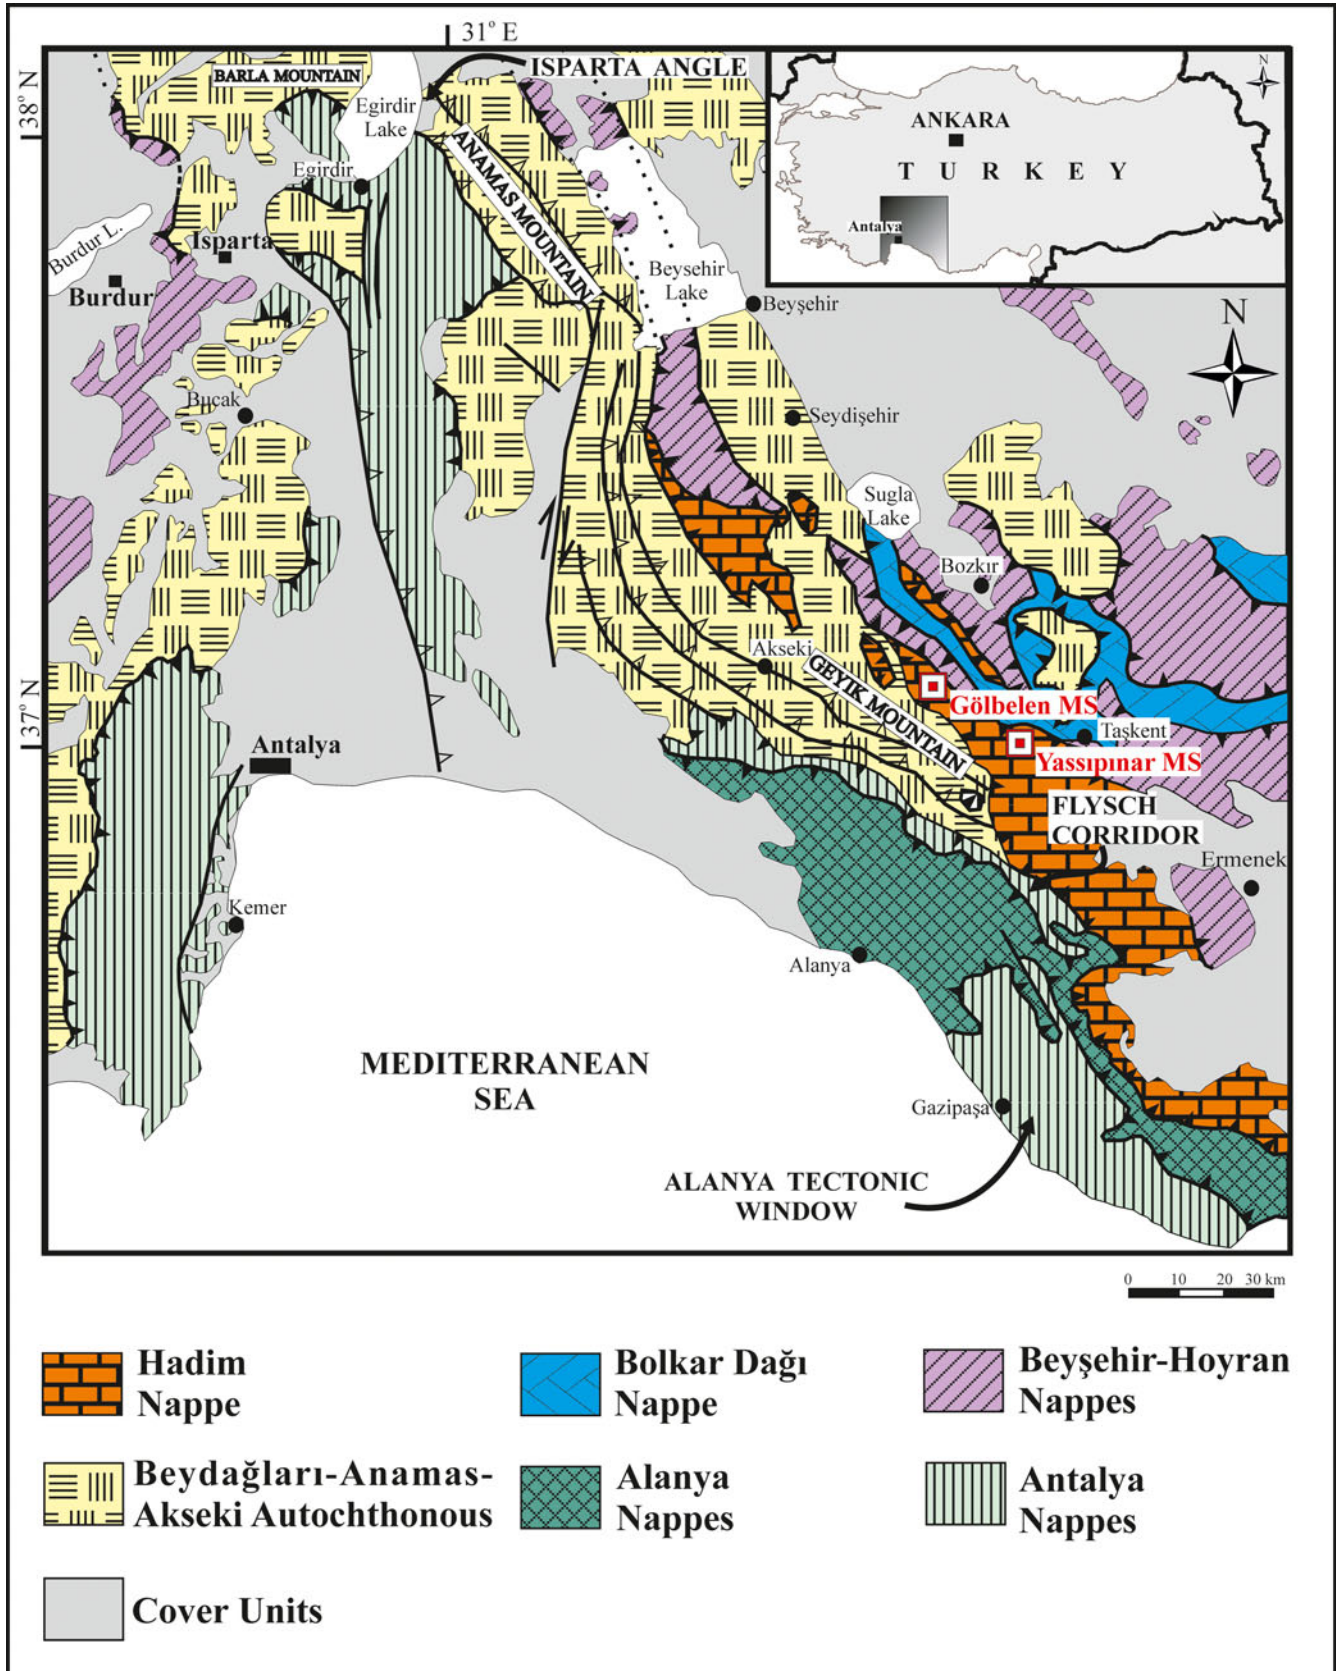 31° E
38° N
37° N
BARLA MOUNTAIN
ISPARTA ANGLE
Egirdir
Lake
ANAMAS MOUNTAIN
Egirdir
Burdur L.
Isparta
Burdur
Beysehir
Lake
Beyşehir
Bucak
Seydişehir
Sugla
Lake
Bozkır
Akseki
GEYIK MOUNTAIN
Gölbelen MS
Taşkent
Yassıpınar MS
FLYSCH
CORRIDOR
Ermenek
Antalya
Kemer
Alanya
MEDITERRANEAN
SEA
Gazipaşa
ALANYA TECTONIC
WINDOW
N
ANKARA
TURKEY
Antalya
N
0 10 20 30 km
Hadim
Nappe
Bolkar Dağı
Nappe
Beyşehir-Hoyran
Nappes
Beydağları-Anamas-
Akseki Autochthonous
Alanya
Nappes
Antalya
Nappes
Cover Units